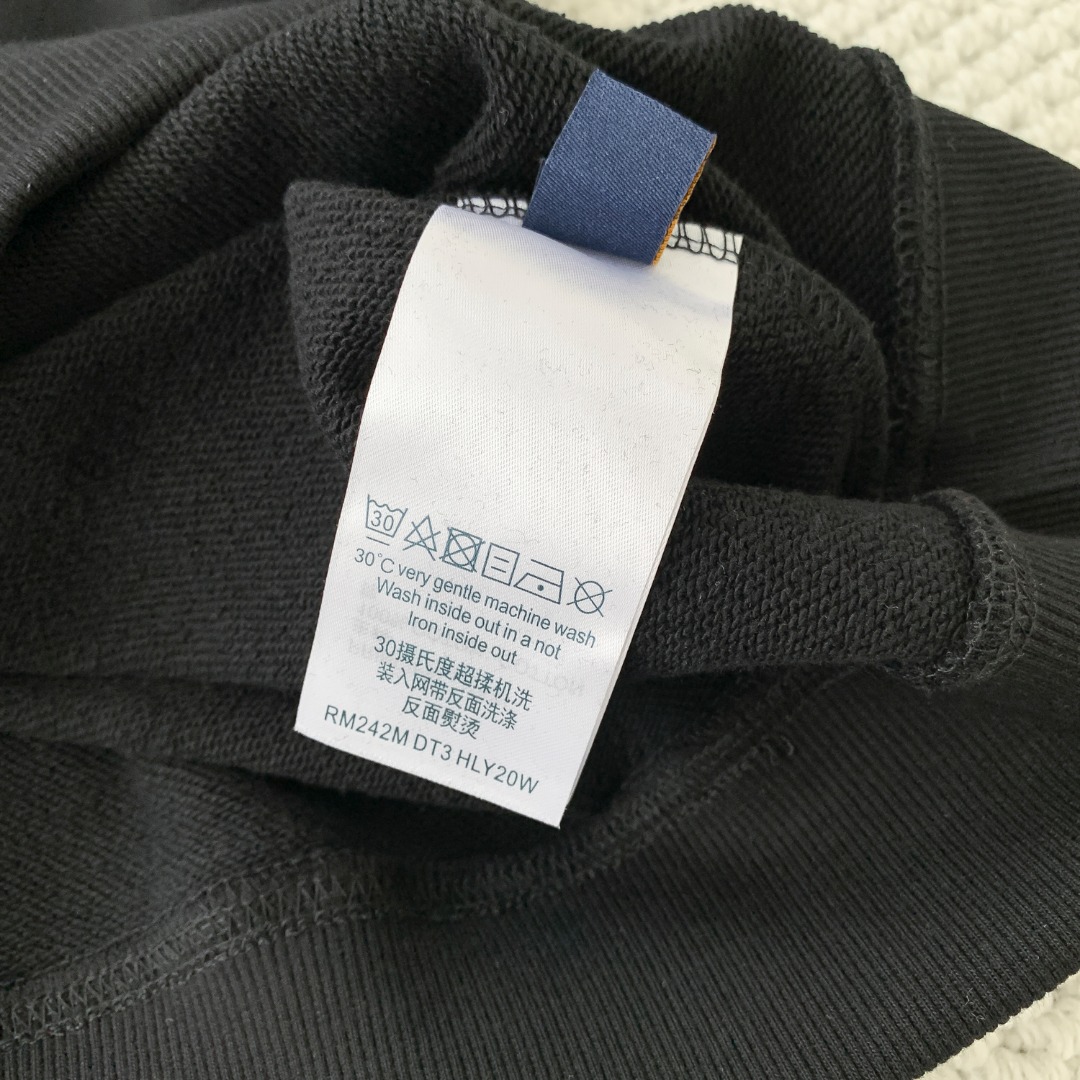 30
30°C very gentle machine wash
Wash inside out in a not
Iron inside out
30摄氏度超揉机洗
装入网带反面洗涤
反面熨烫
RM242M DT3 HLY20W